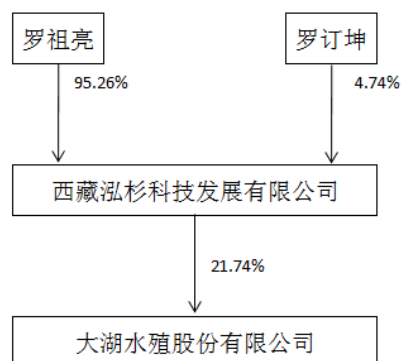 罗祖亮
罗订坤
95.26%
4.74%
西藏泓杉科技发展有限公司
21.74%
大湖水殖股份有限公司